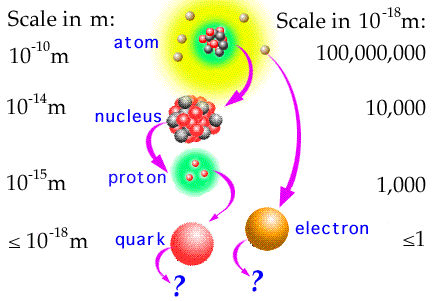 Scale in m:
Scale in 10⁻¹⁸m:
atom
10⁻¹⁰m
100,000,000
10⁻¹⁴m
nucleus
10,000
10⁻¹⁵m
proton
1,000
≤ 10⁻¹⁸m
quark
electron
≤1
?
?